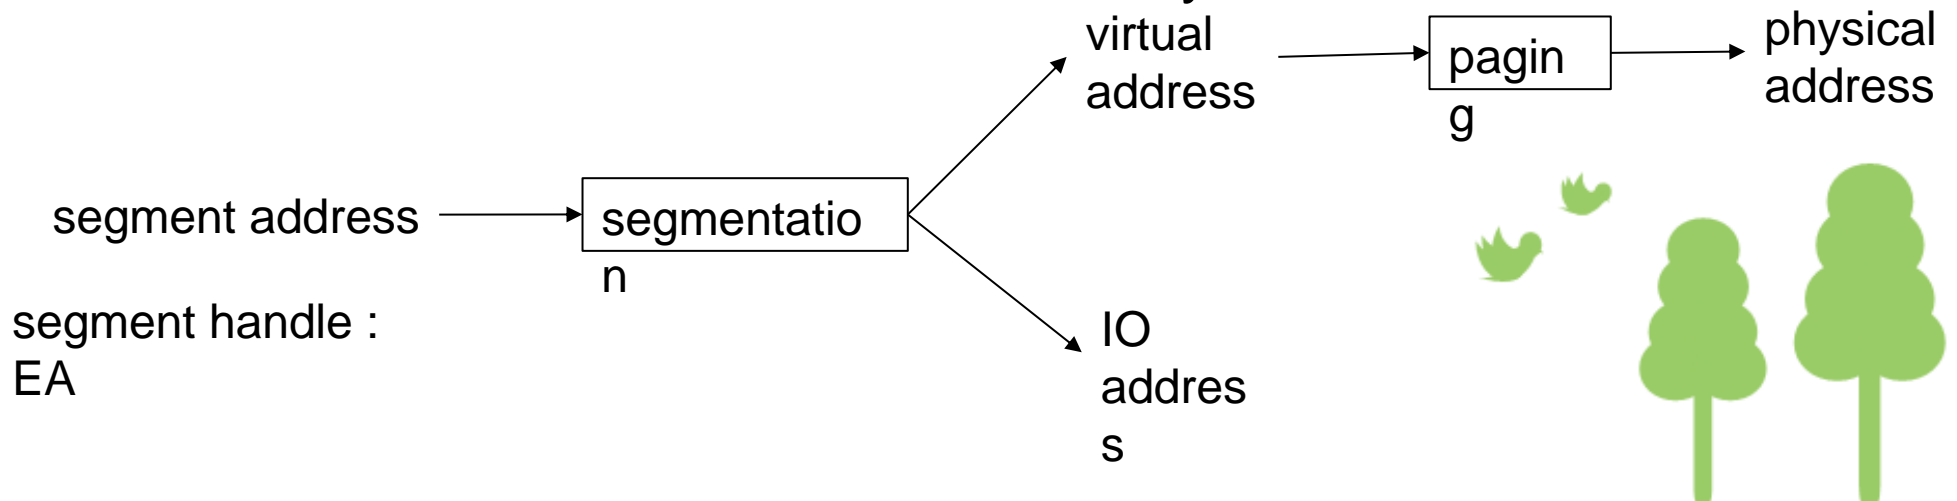 virtual
address
pagin
g
physical
address
segment address
segmentatio
n
segment handle :
EA
IO
addres
s